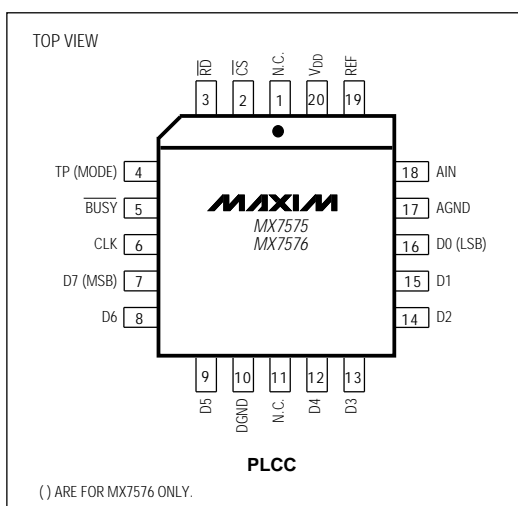 TOP VIEW
RD CS N.C. VDD REF
3 2 1 20 19
TP (MODE) 4 18 AIN
BUSY 5 MAXIM 17 AGND
MX7575
CLK 6 MX7576 16 D0 (LSB)
D7 (MSB) 7 15 D1
D6 8 14 D2
9 10 11 12 13
D5 DGND N.C. D4 D3
PLCC
( ) ARE FOR MX7576 ONLY.